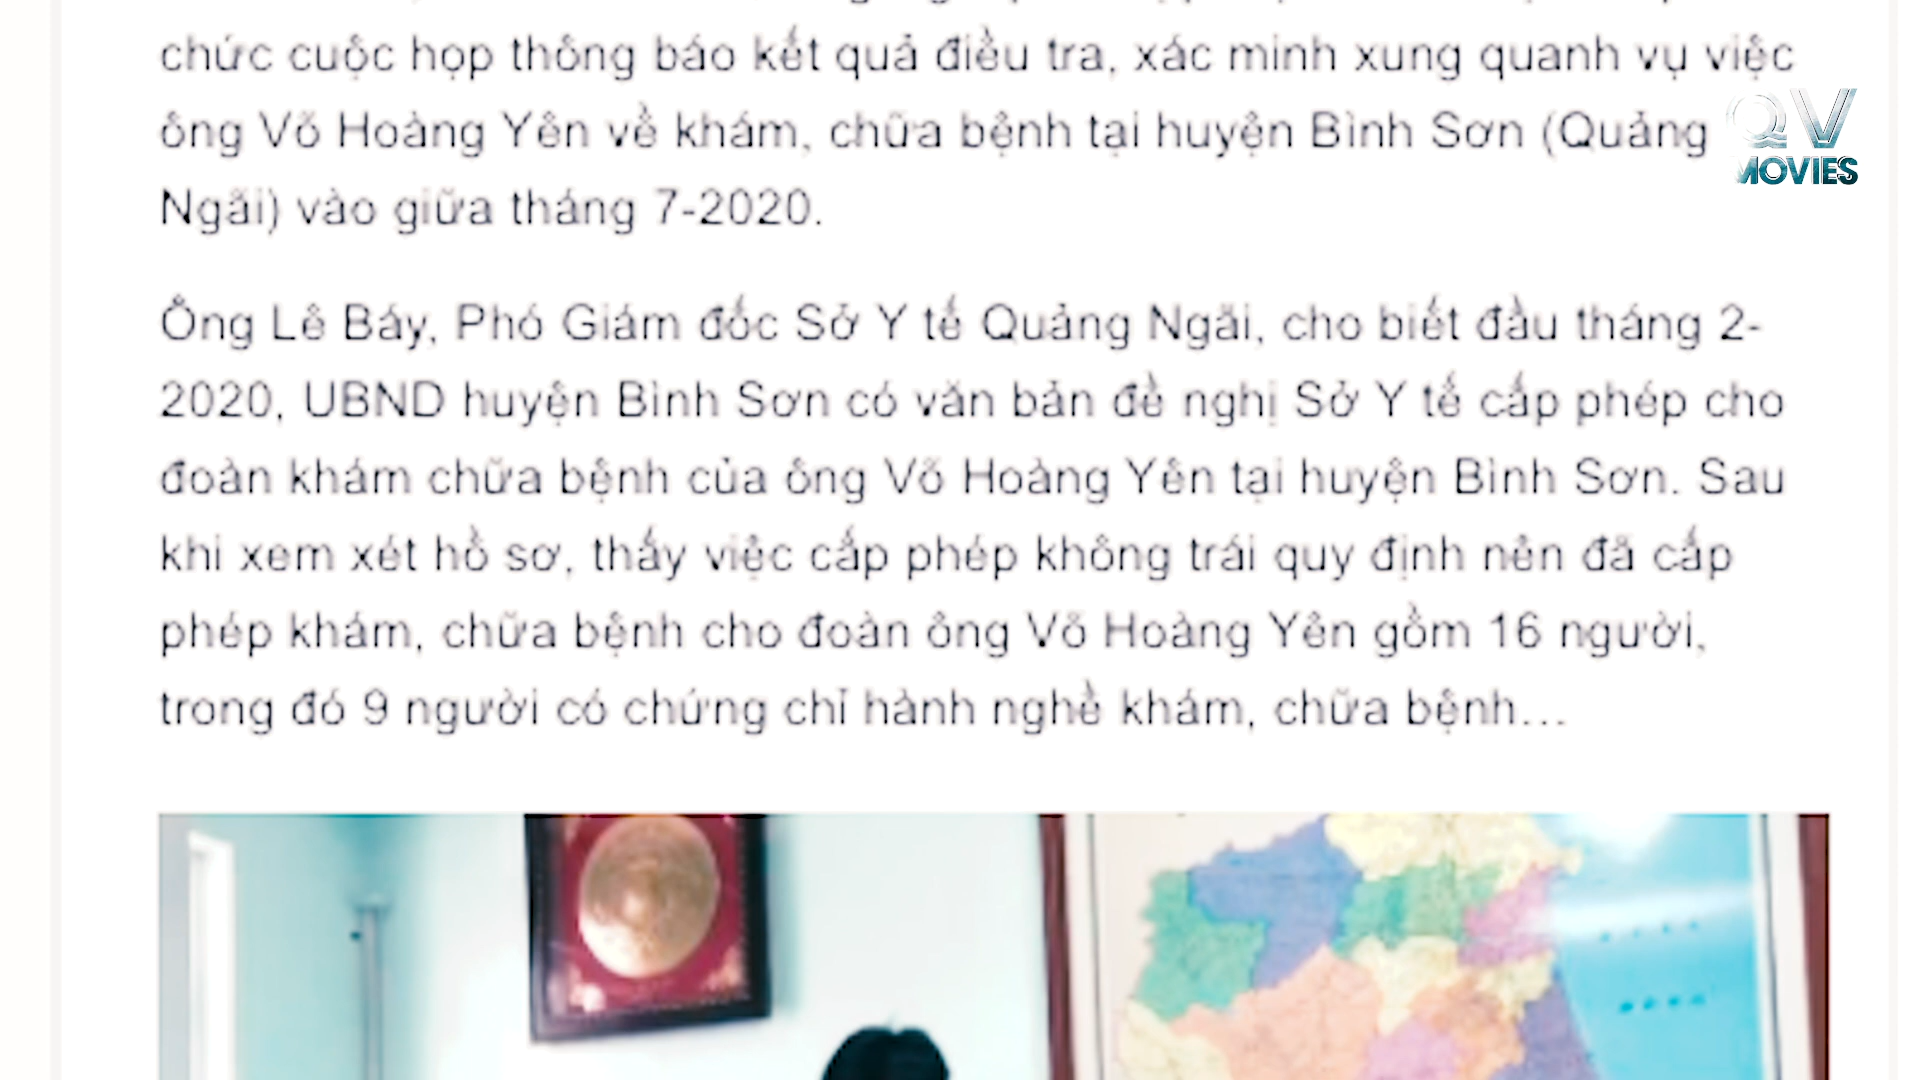 chức cuộc họp thông báo kết quả điều tra, xác minh xung quanh vụ việc
ông Võ Hoàng Yên về khám, chữa bệnh tại huyện Bình Sơn (Quảng
Ngãi) vào giữa tháng 7-2020.
Ông Lê Báy, Phó Giám đốc Sở Y tế Quảng Ngãi, cho biết đầu tháng 2-
2020, UBND huyện Bình Sơn có văn bản đề nghị Sở Y tế cấp phép cho
đoàn khám chữa bệnh của ông Võ Hoàng Yên tại huyện Bình Sơn. Sau
khi xem xét hồ sơ, thấy việc cấp phép không trái quy định nên đã cấp
phép khám, chữa bệnh cho đoàn ông Võ Hoàng Yên gồm 16 người,
trong đó 9 người có chứng chỉ hành nghề khám, chữa bệnh...
QV
MOVIES